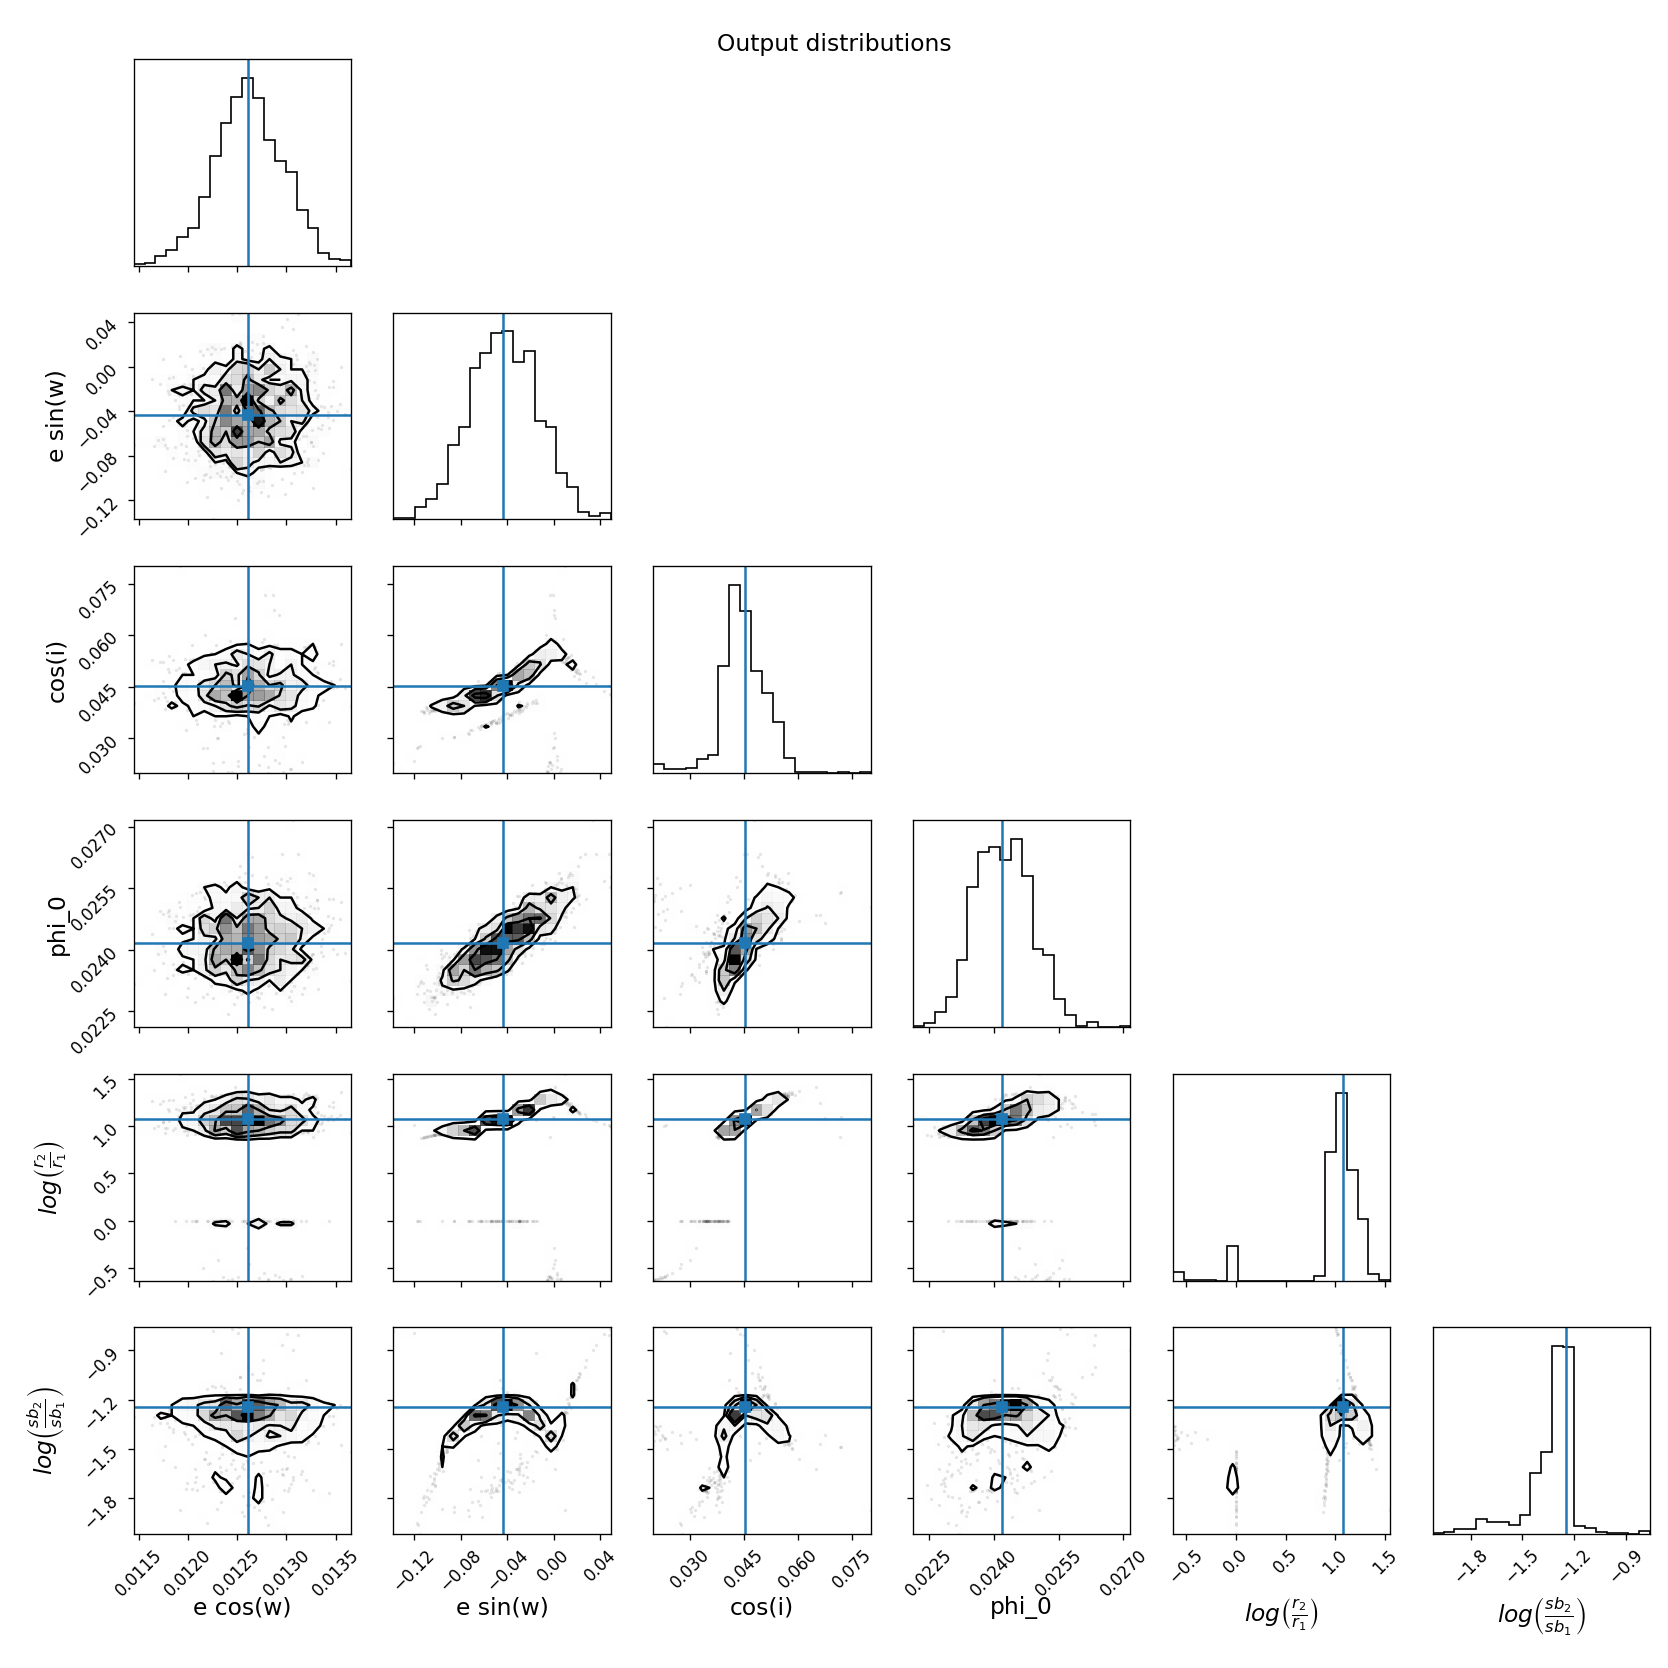 Output distributions
e sin(w)
0.04
0.00
−0.04
−0.08
−0.12
cos(i)
0.075
0.060
0.045
0.030
phi_0
0.0270
0.0255
0.0240
0.0225
log(r₂/r₁)
1.5
1.0
0.5
0.0
−0.5
log(sb₂/sb₁)
−0.9
−1.2
−1.5
−1.8
0.0115 0.0120 0.0125 0.0130 0.0135
−0.12 −0.08 −0.04 0.00 0.04
0.030 0.045 0.060 0.075
0.0225 0.0240 0.0255 0.0270
−0.5 0.0 0.5 1.0 1.5
−1.8 −1.5 −1.2 −0.9
e cos(w)
e sin(w)
cos(i)
phi_0
log(r₂/r₁)
log(sb₂/sb₁)